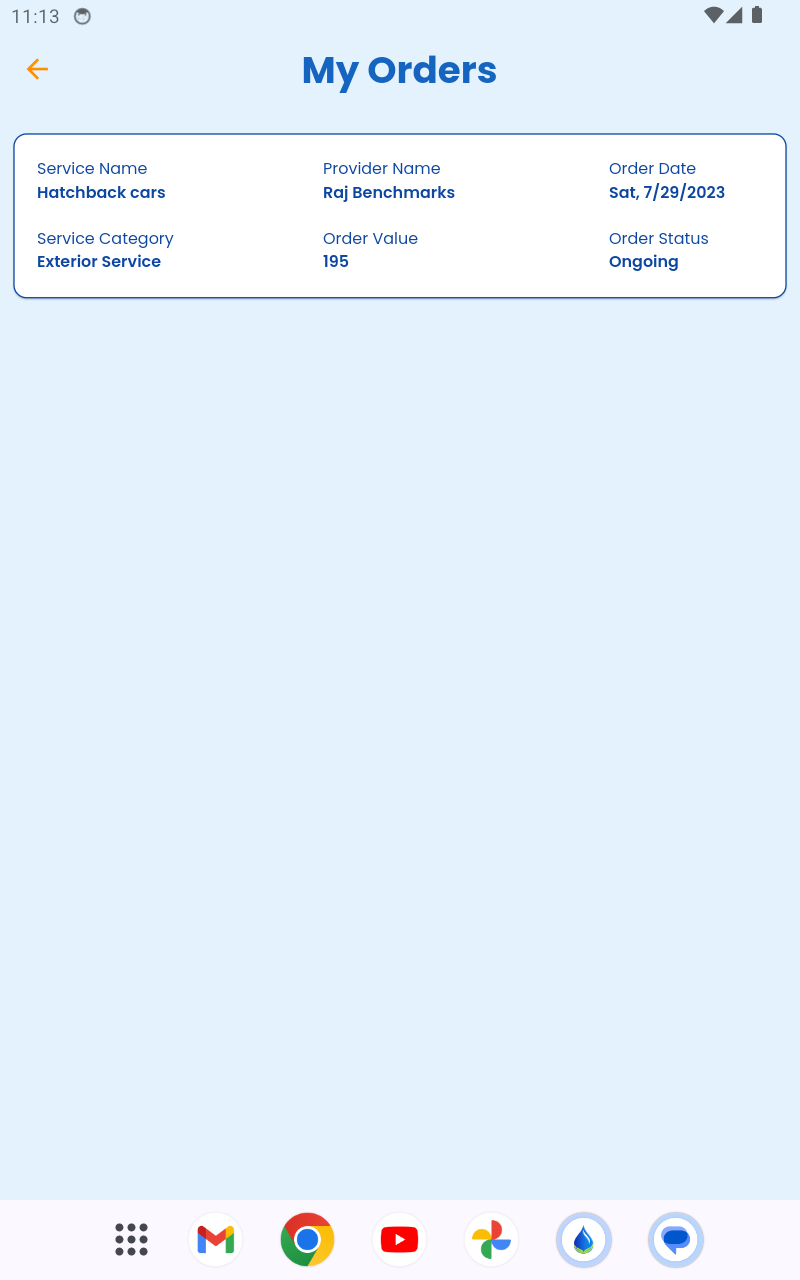 11:13
My Orders
Service Name
Hatchback cars
Provider Name
Raj Benchmarks
Order Date
Sat, 7/29/2023
Service Category
Exterior Service
Order Value
195
Order Status
Ongoing